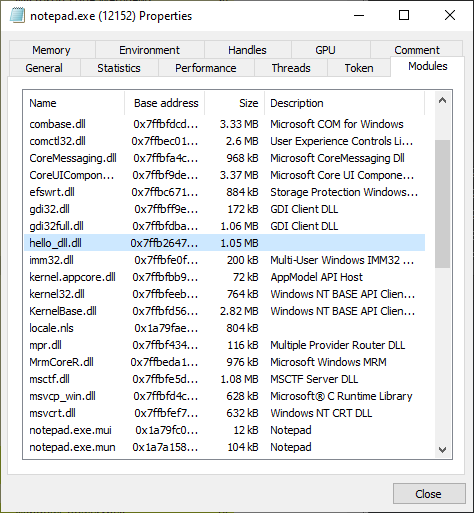 notepad.exe (12152) Properties
Memory Environment Handles GPU Comment
General Statistics Performance Threads Token Modules
Name Base address Size Description
combase.dll 0x7ffbfdcd... 3.33 MB Microsoft COM for Windows
comctl32.dll 0x7ffbec01... 2.6 MB User Experience Controls Li...
CoreMessaging.dll 0x7ffbfa4c... 968 kB Microsoft CoreMessaging Dll
CoreUICompon... 0x7ffbf9de... 3.37 MB Microsoft Core UI Compone...
efswrt.dll 0x7ffbc671... 884 kB Storage Protection Windows...
gdi32.dll 0x7ffbff9e... 172 kB GDI Client DLL
gdi32full.dll 0x7ffbfdba... 1.06 MB GDI Client DLL
hello_dll.dll 0x7ffb2647... 1.05 MB
imm32.dll 0x7ffbfe0f... 200 kB Multi-User Windows IMM32 ...
kernel.appcore.dll 0x7ffbfbb9... 72 kB AppModel API Host
kernel32.dll 0x7ffbfeeb... 764 kB Windows NT BASE API Clien...
KernelBase.dll 0x7ffbfd56... 2.82 MB Windows NT BASE API Clien...
locale.nls 0x1a79fae... 804 kB
mpr.dll 0x7ffbf434... 116 kB Multiple Provider Router DLL
MrmCoreR.dll 0x7ffbeda1... 976 kB Microsoft Windows MRM
msctf.dll 0x7ffbfe5d... 1.08 MB MSCTF Server DLL
msvcp_win.dll 0x7ffbfd4c... 628 kB Microsoft® C Runtime Library
msvcrt.dll 0x7ffbfef7... 632 kB Windows NT CRT DLL
notepad.exe.mui 0x1a79fc0... 12 kB Notepad
notepad.exe.mun 0x1a7a158... 104 kB Notepad
Close